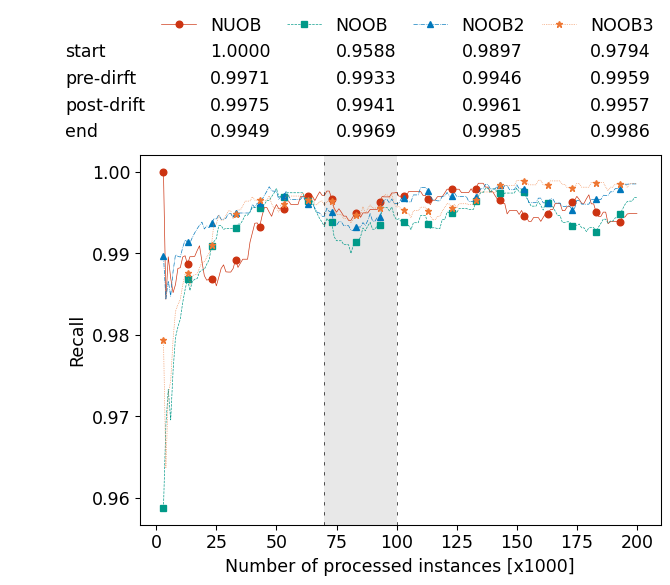 NUOB NOOB NOOB2 NOOB3
start 1.0000 0.9588 0.9897 0.9794
pre-dirft 0.9971 0.9933 0.9946 0.9959
post-drift 0.9975 0.9941 0.9961 0.9957
end 0.9949 0.9969 0.9985 0.9986
1.00
0.99
0.98
0.97
0.96
Recall
0 25 50 75 100 125 150 175 200
Number of processed instances [x1000]